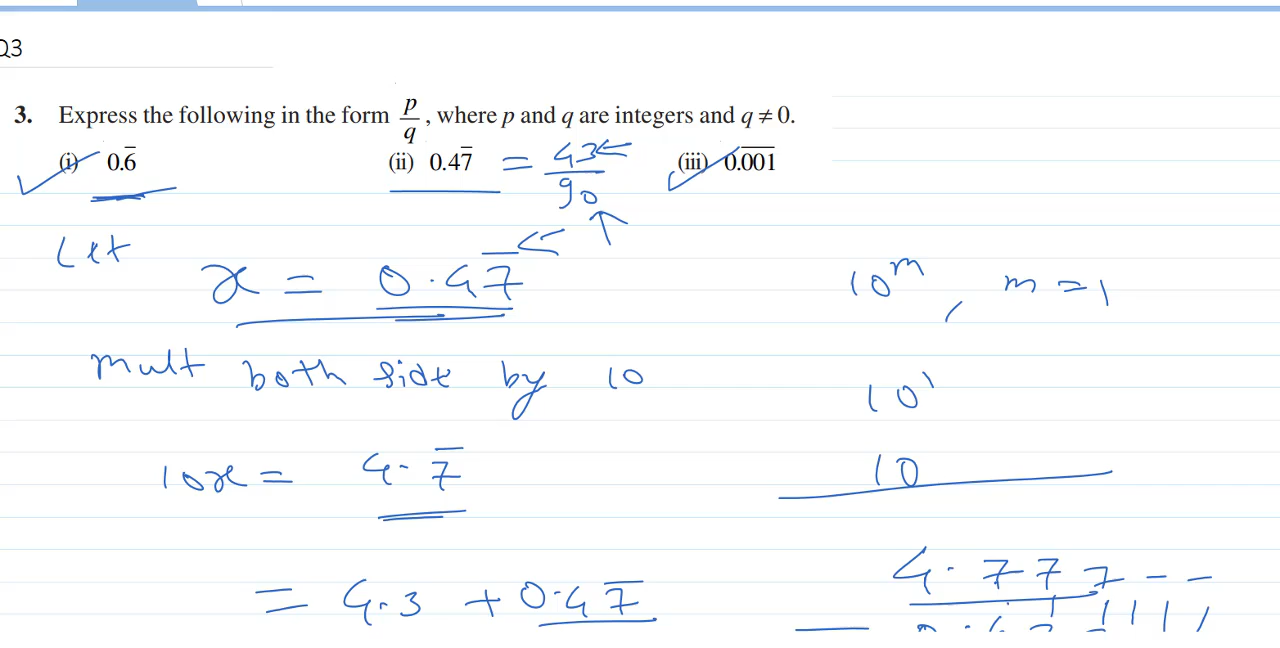 Q3
3. Express the following in the form p/q, where p and q are integers and q ≠ 0.
(i) 0.6̅ (ii) 0.47̅ = 43/90 (iii) 0.0̅0̅1̅
Let
x = 0.47̅
10^m, m = 1
mult both side by 10
10^1
10x = 4.7̅
10
= 4.3 + 0.47̅
4.777--